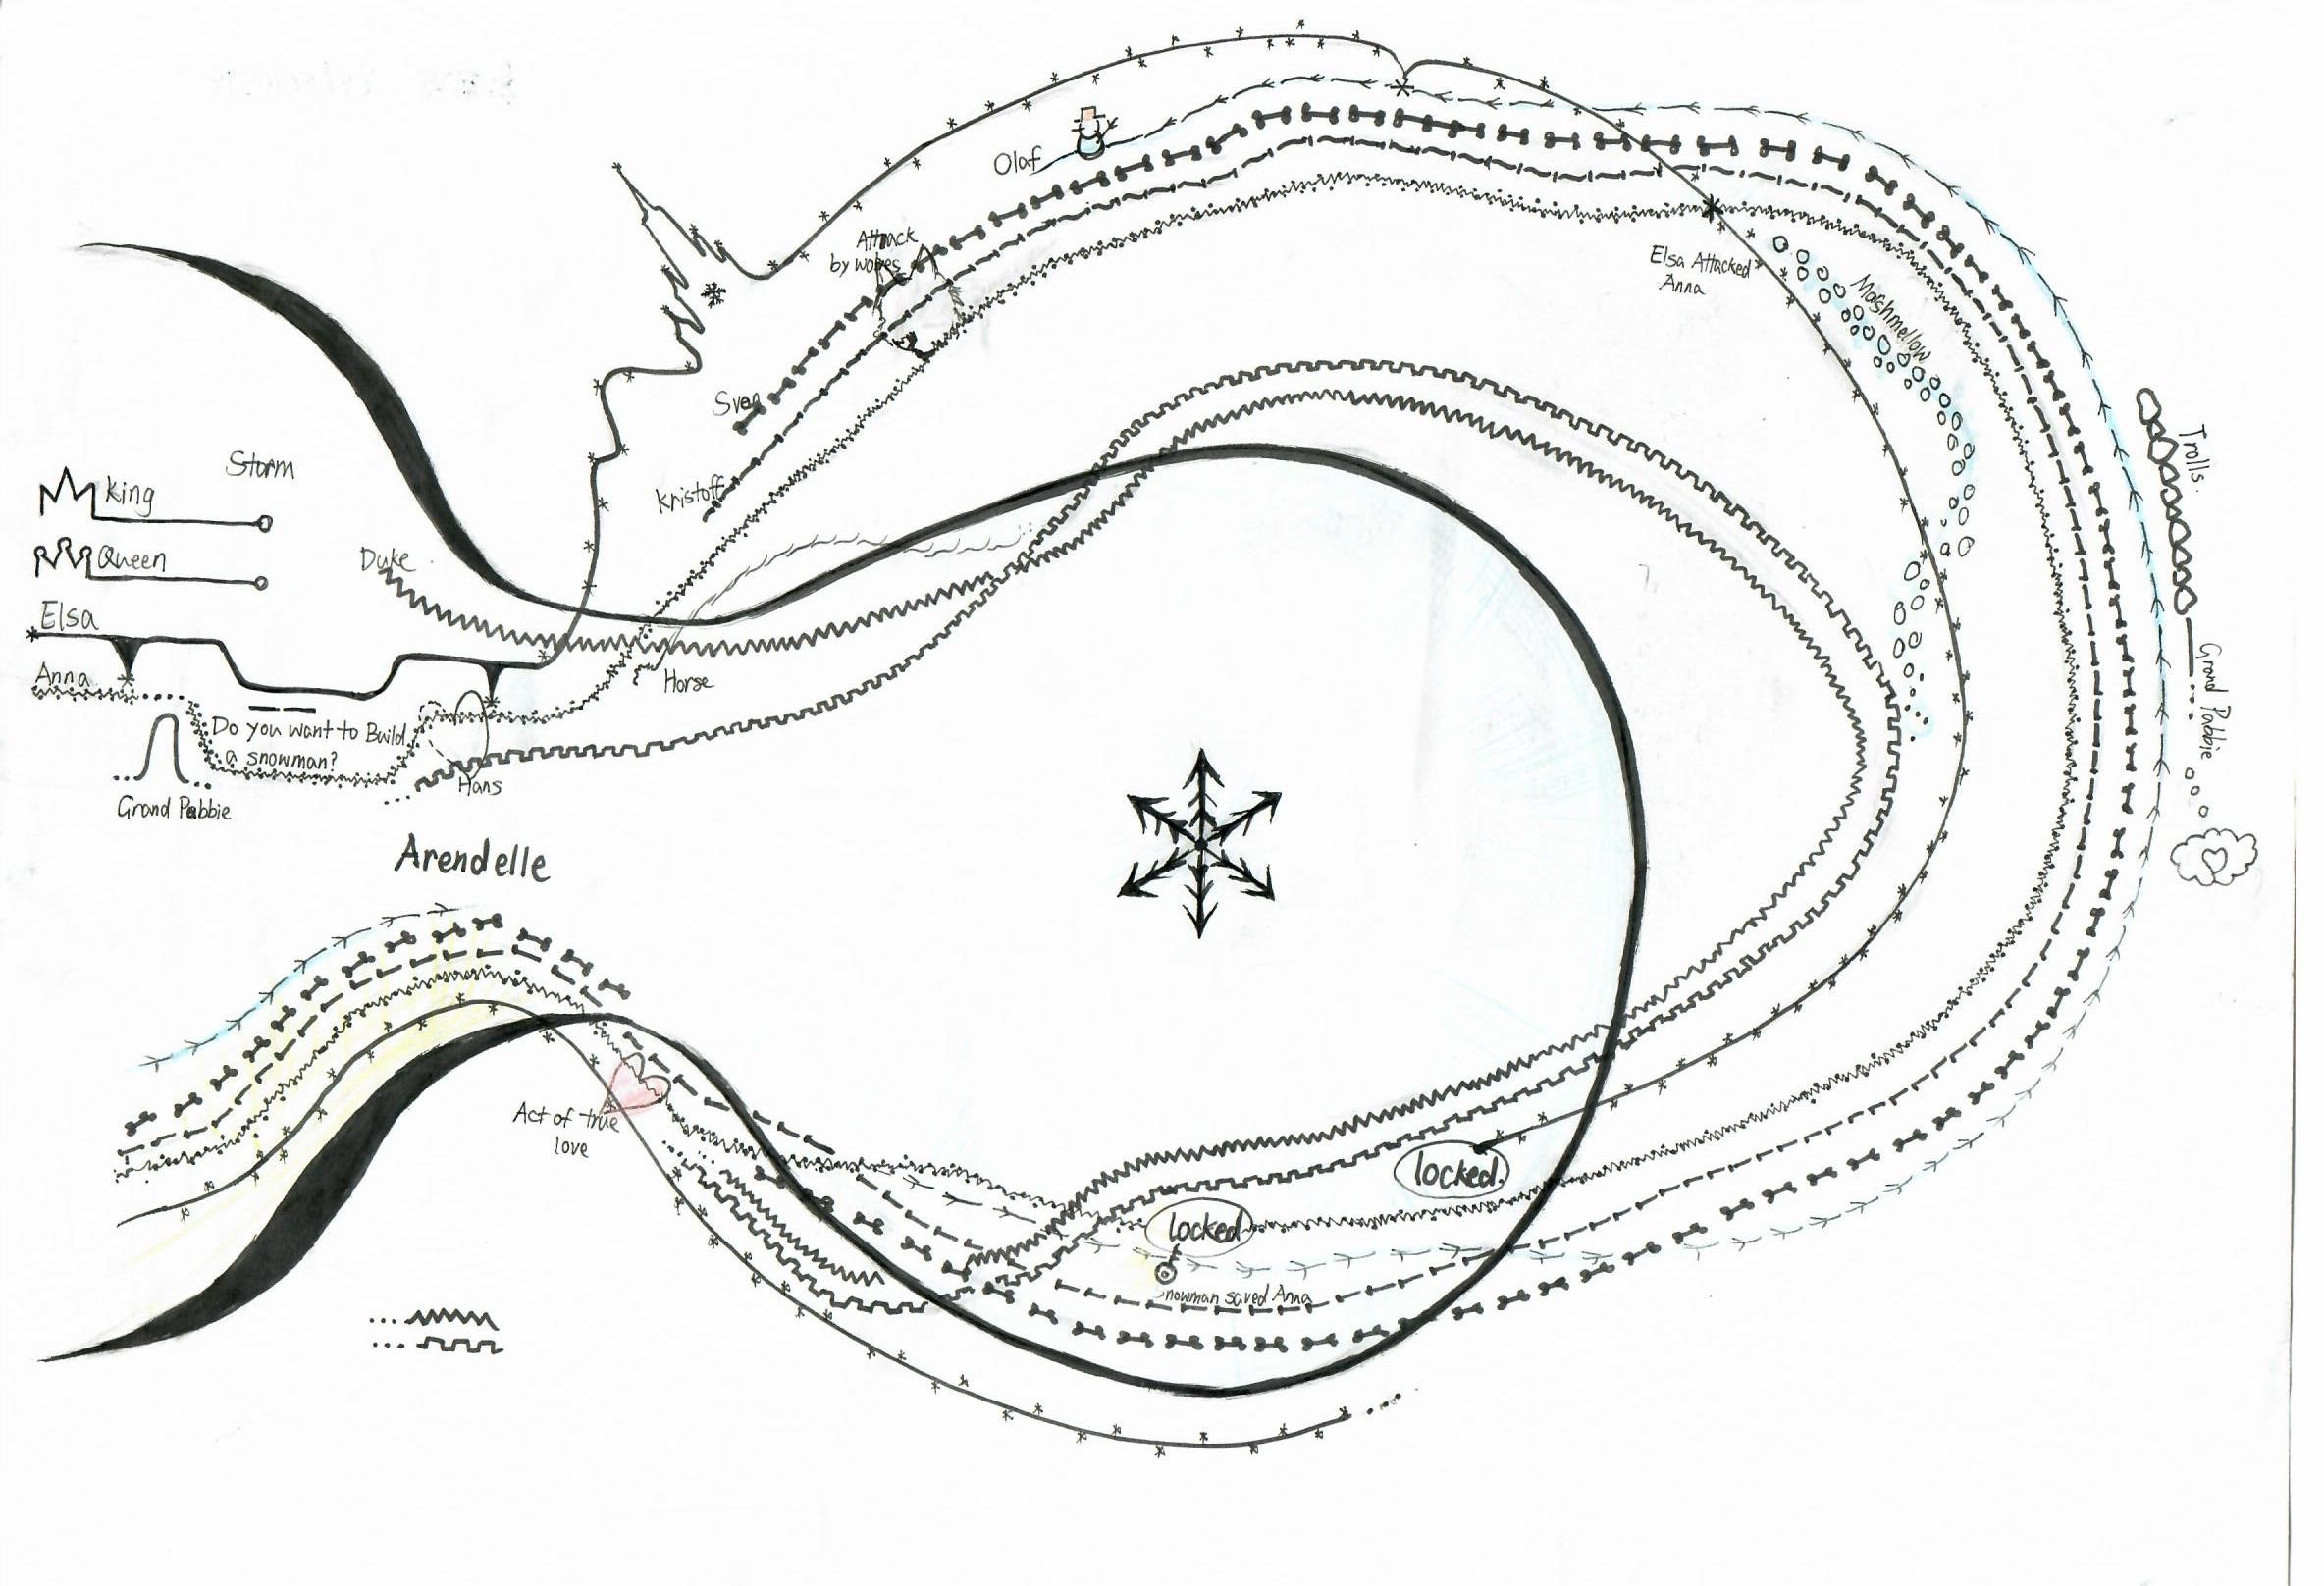 Olaf
Attack
by wolves
Elsa Attacked
Anna
Marshmellow
Sven
Kristoff
Storm
King
Queen
Duke
Elsa
Anna
Horse
Do you want to Build
a snowman?
Hans
Grand Pabbie
Trolls.
Grand Pabbie
Arendelle
Act of true
love
locked.
locked
Snowman saved Anna